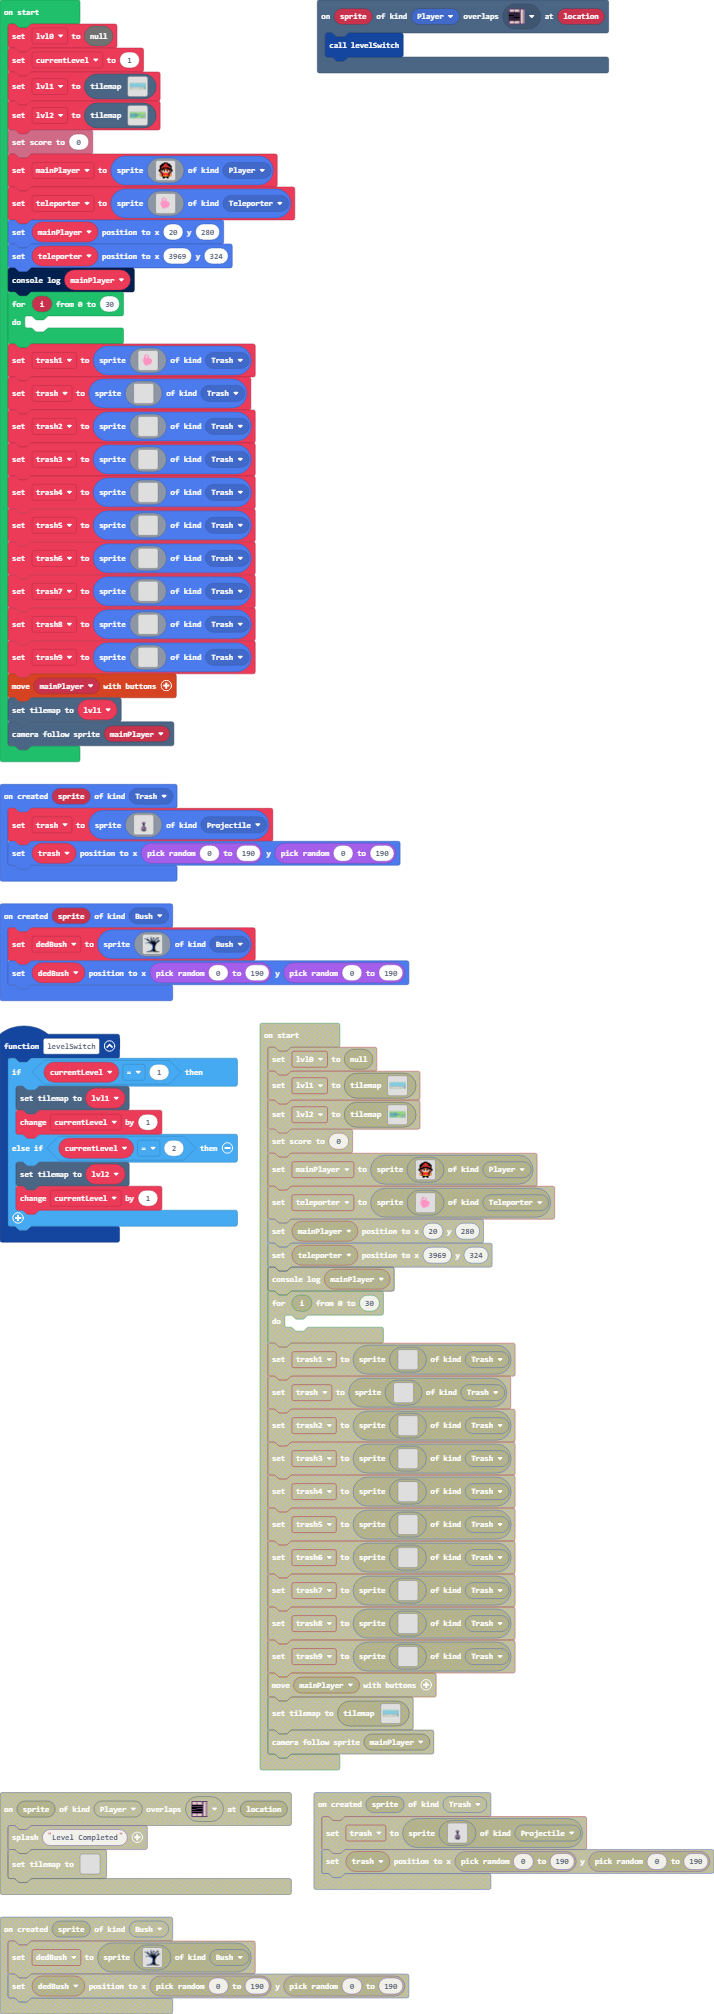 on start
set lvl0 to null
set currentLevel to 1
set lvl1 to tilemap
set lvl2 to tilemap
set score to 0
set mainPlayer to sprite of kind Player
set teleporter to sprite of kind Teleporter
set mainPlayer position to x 20 y 280
set teleporter position to x 3969 y 324
console log mainPlayer
for i from 0 to 30
do
set trash1 to sprite of kind Trash
set trash to sprite of kind Trash
set trash2 to sprite of kind Trash
set trash3 to sprite of kind Trash
set trash4 to sprite of kind Trash
set trash5 to sprite of kind Trash
set trash6 to sprite of kind Trash
set trash7 to sprite of kind Trash
set trash8 to sprite of kind Trash
set trash9 to sprite of kind Trash
move mainPlayer with buttons
set tilemap to lvl1
camera follow sprite mainPlayer
on sprite of kind Player overlaps at location
call levelSwitch
on created sprite of kind Trash
set trash to sprite of kind Projectile
set trash position to x pick random 0 to 190 y pick random 0 to 190
on created sprite of kind Bush
set dedBush to sprite of kind Bush
set dedBush position to x pick random 0 to 190 y pick random 0 to 190
function levelSwitch
if currentLevel = 1 then
set tilemap to lvl1
change currentLevel by 1
else if currentLevel = 2 then
set tilemap to lvl2
change currentLevel by 1
on start
set lvl0 to null
set lvl1 to tilemap
set lvl2 to tilemap
set score to 0
set mainPlayer to sprite of kind Player
set teleporter to sprite of kind Teleporter
set mainPlayer position to x 20 y 280
set teleporter position to x 3969 y 324
console log mainPlayer
for i from 0 to 30
do
set trash1 to sprite of kind Trash
set trash to sprite of kind Trash
set trash2 to sprite of kind Trash
set trash3 to sprite of kind Trash
set trash4 to sprite of kind Trash
set trash5 to sprite of kind Trash
set trash6 to sprite of kind Trash
set trash7 to sprite of kind Trash
set trash8 to sprite of kind Trash
set trash9 to sprite of kind Trash
move mainPlayer with buttons
set tilemap to tilemap
camera follow sprite mainPlayer
on sprite of kind Player overlaps at location
splash "Level Completed"
set tilemap to
on created sprite of kind Trash
set trash to sprite of kind Projectile
set trash position to x pick random 0 to 190 y pick random 0 to 190
on created sprite of kind Bush
set dedBush to sprite of kind Bush
set dedBush position to x pick random 0 to 190 y pick random 0 to 190